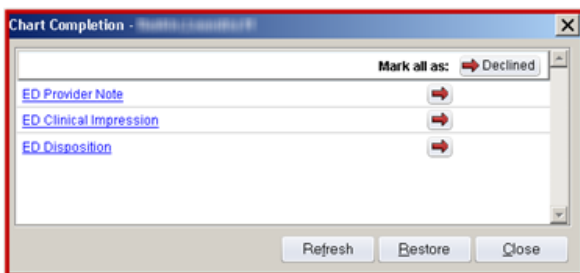 Chart Completion -
Mark all as: Declined
ED Provider Note
ED Clinical Impression
ED Disposition
Refresh Restore Close